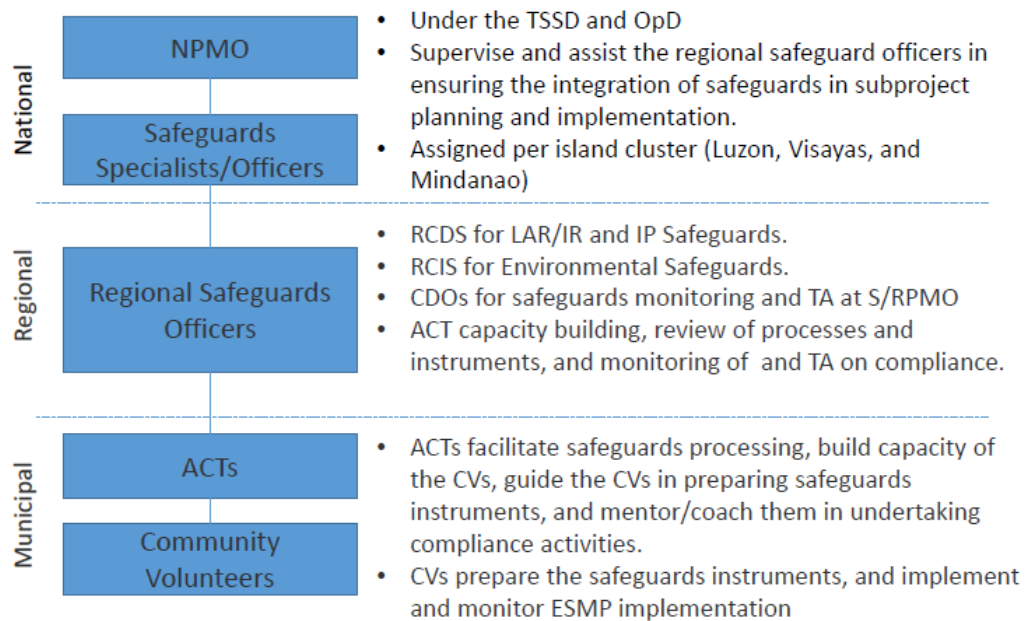 National
NPMO
Safeguards
Specialists/Officers
• Under the TSSD and OpD
• Supervise and assist the regional safeguard officers in
ensuring the integration of safeguards in subproject
planning and implementation.
• Assigned per island cluster (Luzon, Visayas, and
Mindanao)
Regional
Regional Safeguards
Officers
• RCDS for LAR/IR and IP Safeguards.
• RCIS for Environmental Safeguards.
• CDOs for safeguards monitoring and TA at S/RPMO
• ACT capacity building, review of processes and
instruments, and monitoring of and TA on compliance.
Municipal
ACTs
Community
Volunteers
• ACTs facilitate safeguards processing, build capacity of
the CVs, guide the CVs in preparing safeguards
instruments, and mentor/coach them in undertaking
compliance activities.
• CVs prepare the safeguards instruments, and implement
and monitor ESMP implementation